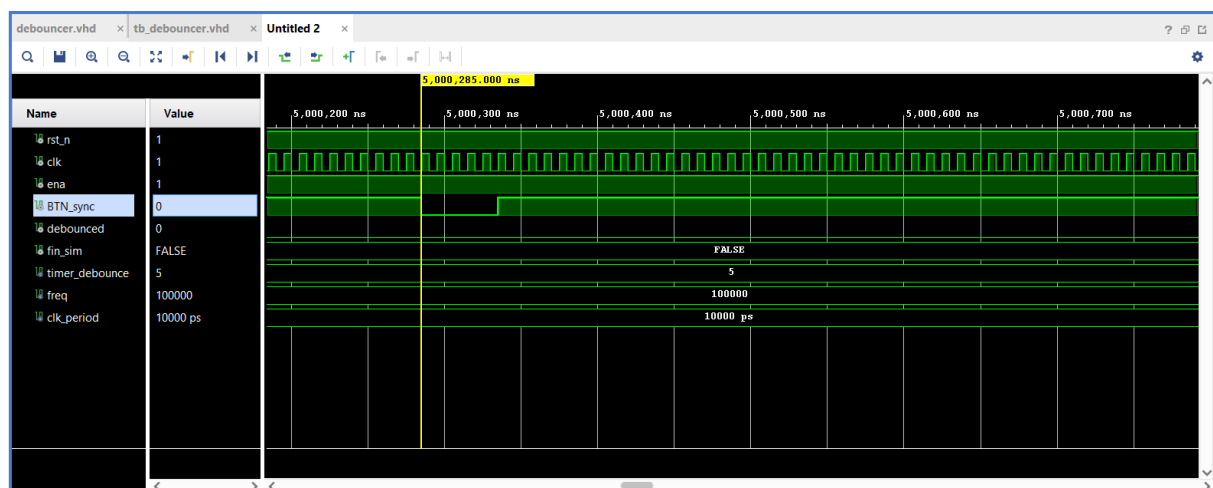 debouncer.vhd × tb_debouncer.vhd × Untitled 2 ×
5,000,285.000 ns
Name Value
5,000,200 ns 5,000,300 ns 5,000,400 ns 5,000,500 ns 5,000,600 ns 5,000,700 ns
rst_n 1
clk 1
ena 1
BTN_sync 0
debounced 0
fin_sim FALSE FALSE
timer_debounce 5 5
freq 100000 100000
clk_period 10000 ps 10000 ps